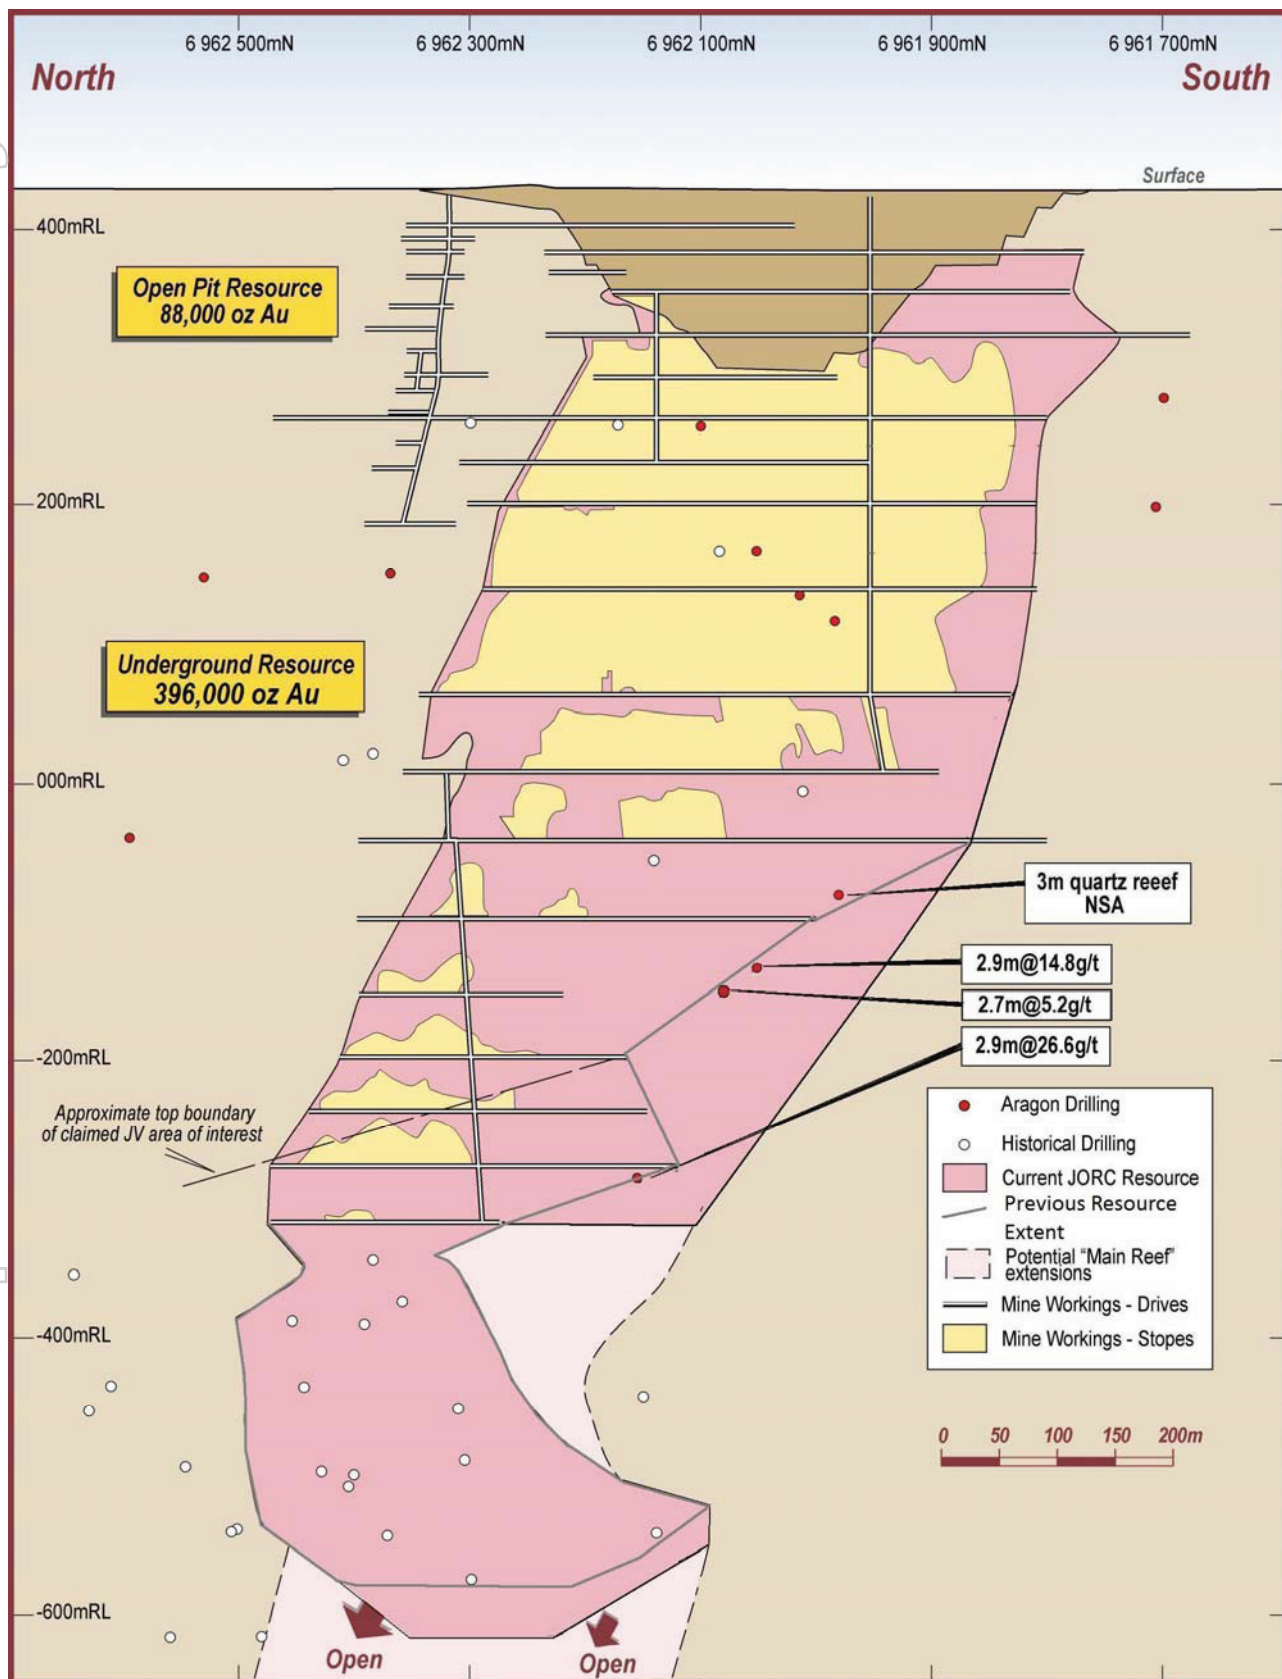 6 962 500mN 6 962 300mN 6 962 100mN 6 961 900mN 6 961 700mN
North South
Surface
400mRL
Open Pit Resource
88,000 oz Au
200mRL
Underground Resource
396,000 oz Au
000mRL
3m quartz reeef
NSA
2.9m@14.8g/t
2.7m@5.2g/t
2.9m@26.6g/t
-200mRL
Approximate top boundary
of claimed JV area of interest
Aragon Drilling
Historical Drilling
Current JORC Resource
Previous Resource
Extent
Potential "Main Reef"
extensions
Mine Workings - Drives
Mine Workings - Stopes
-400mRL
0 50 100 150 200m
-600mRL
Open Open